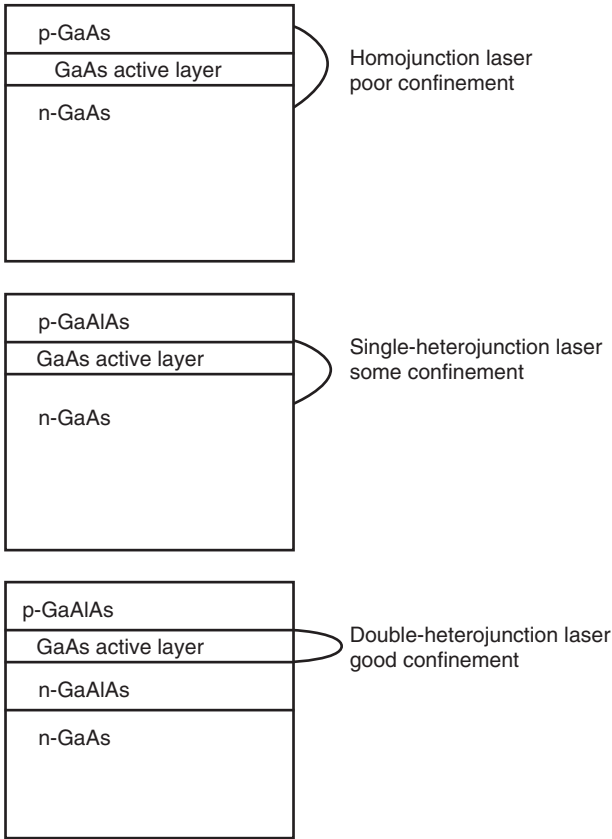 p-GaAs
GaAs active layer
n-GaAs
Homojunction laser
poor confinement
p-GaAlAs
GaAs active layer
n-GaAs
Single-heterojunction laser
some confinement
p-GaAlAs
GaAs active layer
n-GaAlAs
n-GaAs
Double-heterojunction laser
good confinement